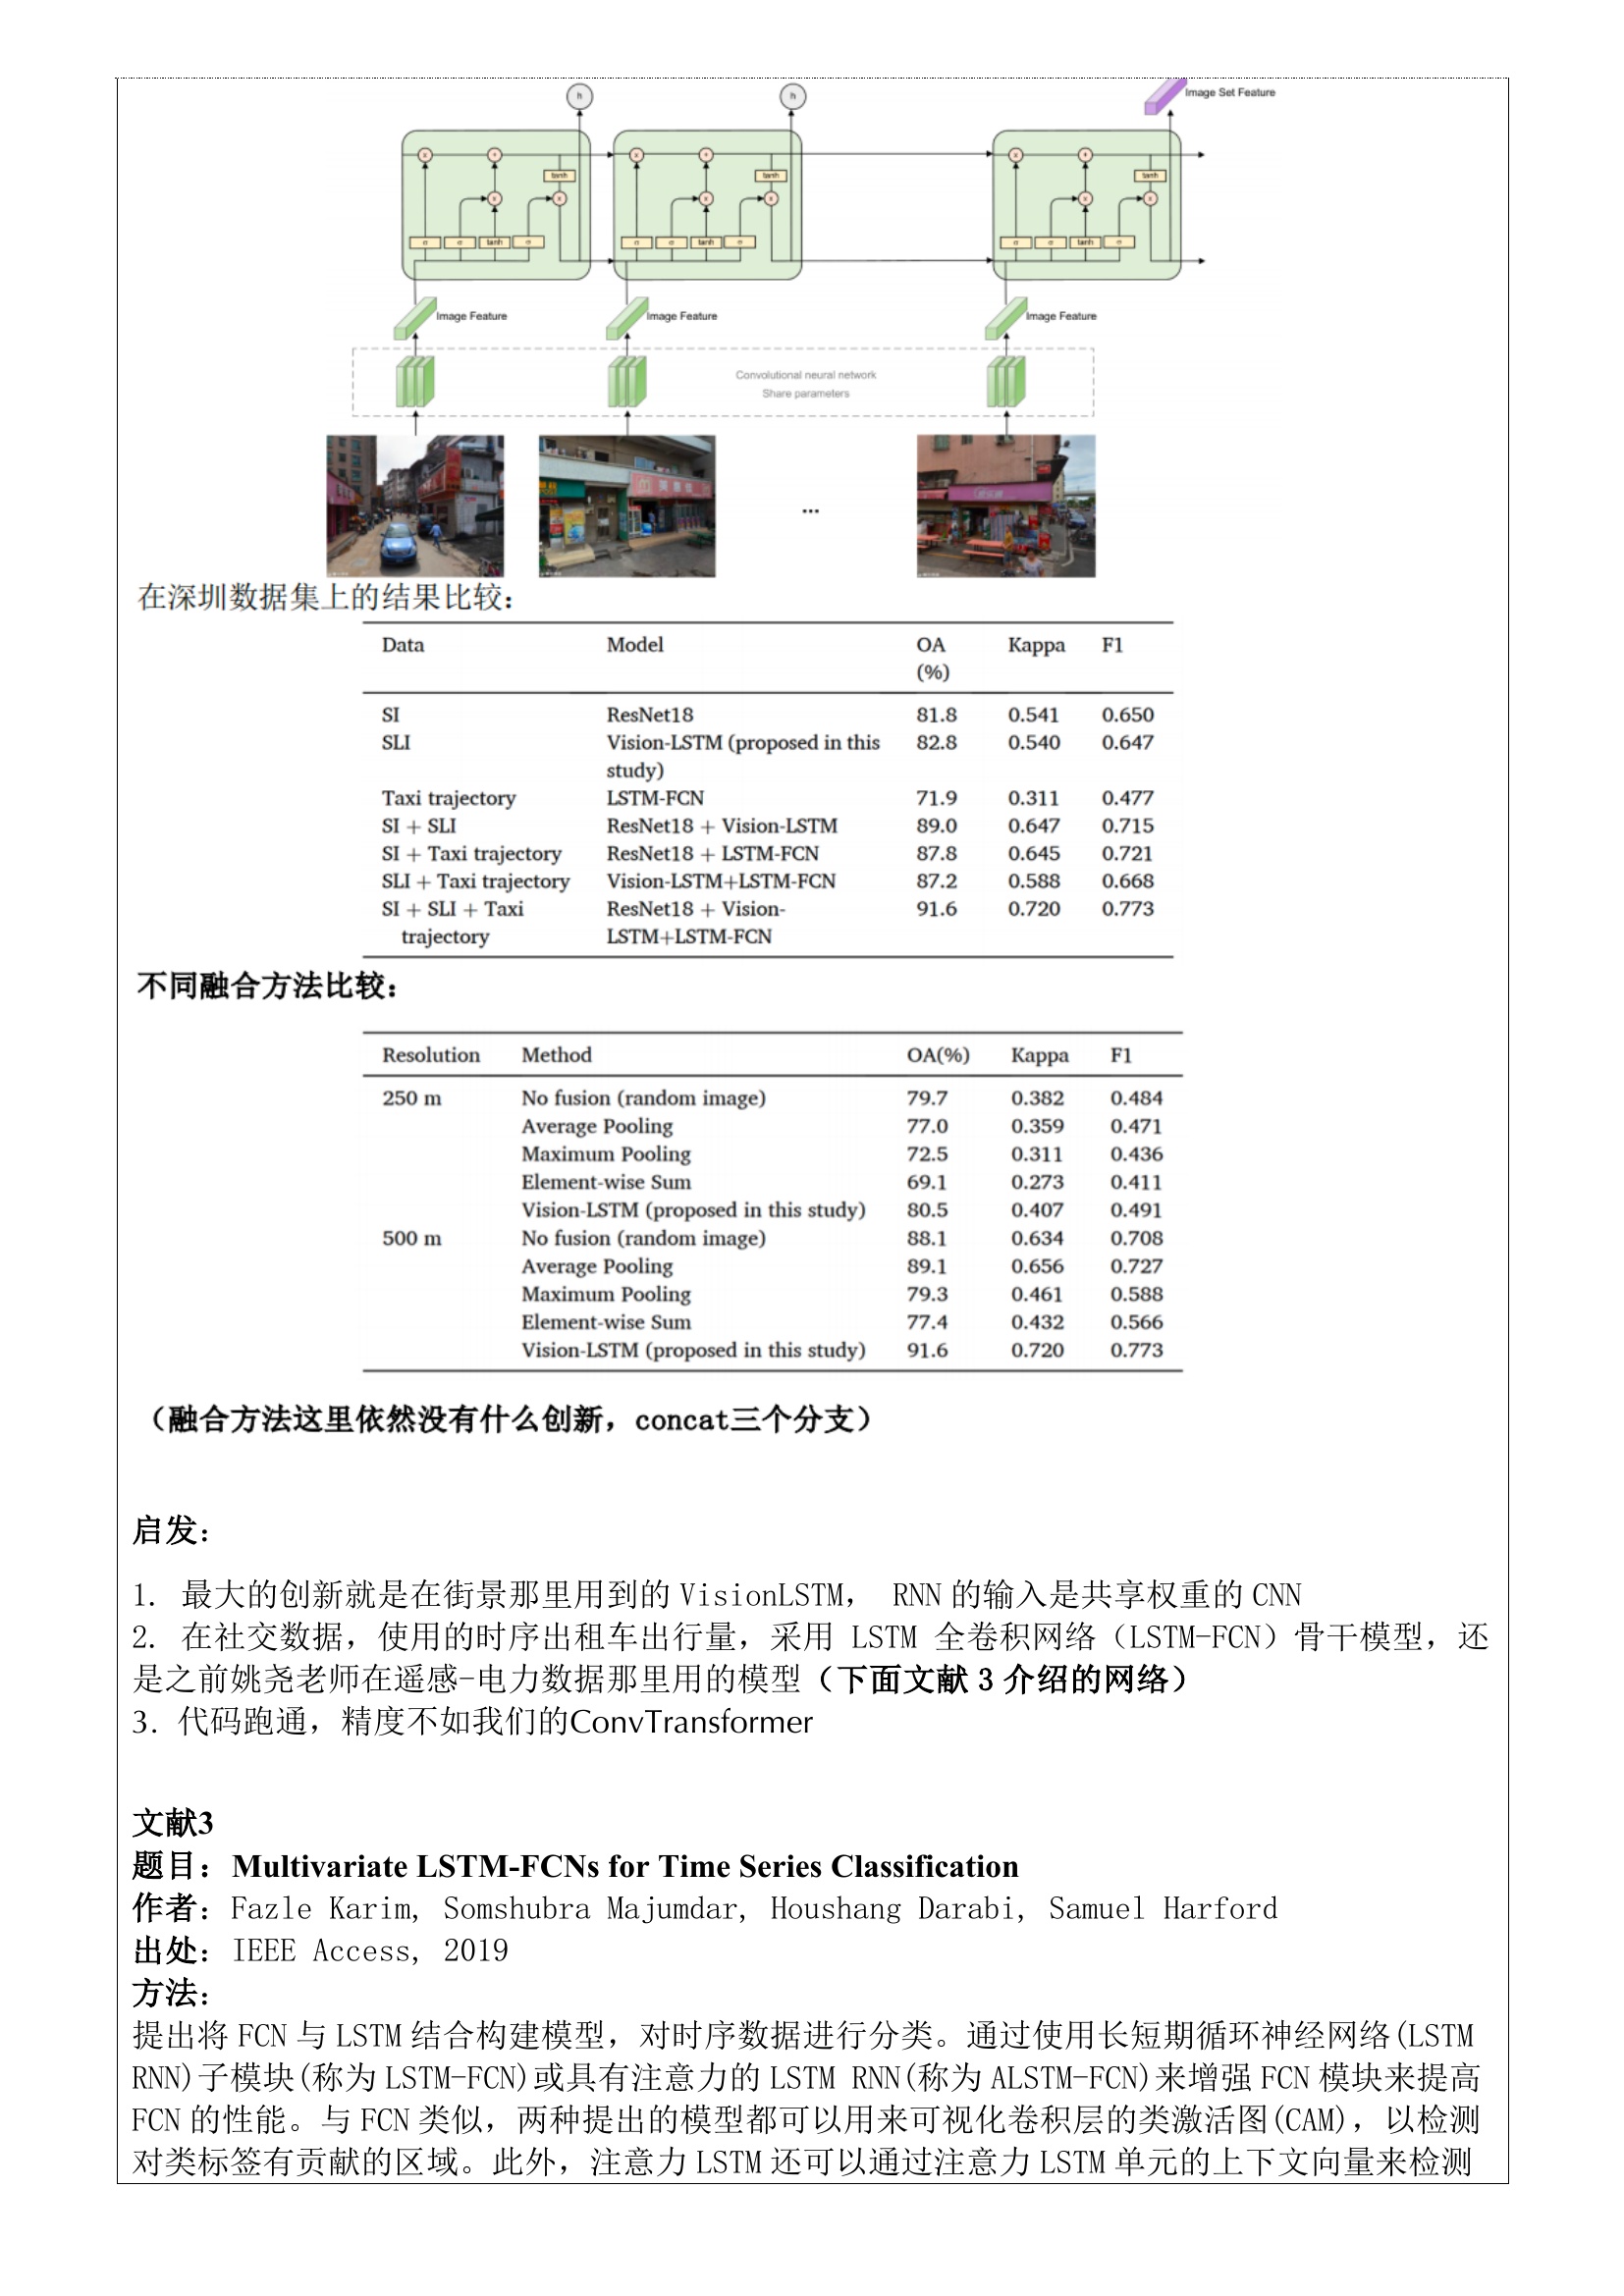 h
h
Image Set Feature
x
+
tanh
x
x
σ
σ
tanh
σ
x
+
tanh
x
x
σ
σ
tanh
σ
x
+
tanh
x
x
σ
σ
tanh
σ
Image Feature
Image Feature
Image Feature
Convolutional neural network
Share parameters
...
在深圳数据集上的结果比较：
Data Model OA (%) Kappa F1
SI ResNet18 81.8 0.541 0.650
SLI Vision-LSTM (proposed in this study) 82.8 0.540 0.647
Taxi trajectory LSTM-FCN 71.9 0.311 0.477
SI + SLI ResNet18 + Vision-LSTM 89.0 0.647 0.715
SI + Taxi trajectory ResNet18 + LSTM-FCN 87.8 0.645 0.721
SLI + Taxi trajectory Vision-LSTM+LSTM-FCN 87.2 0.588 0.668
SI + SLI + Taxi trajectory ResNet18 + Vision-LSTM+LSTM-FCN 91.6 0.720 0.773
不同融合方法比较：
Resolution Method OA(%) Kappa F1
250 m No fusion (random image) 79.7 0.382 0.484
Average Pooling 77.0 0.359 0.471
Maximum Pooling 72.5 0.311 0.436
Element-wise Sum 69.1 0.273 0.411
Vision-LSTM (proposed in this study) 80.5 0.407 0.491
500 m No fusion (random image) 88.1 0.634 0.708
Average Pooling 89.1 0.656 0.727
Maximum Pooling 79.3 0.461 0.588
Element-wise Sum 77.4 0.432 0.566
Vision-LSTM (proposed in this study) 91.6 0.720 0.773
（融合方法这里依然没有什么创新，concat三个分支）
启发：
1. 最大的创新就是在街景那里用到的 VisionLSTM， RNN 的输入是共享权重的 CNN
2. 在社交数据，使用的时序出租车出行量，采用 LSTM 全卷积网络（LSTM-FCN）骨干模型，还
是之前姚尧老师在遥感-电力数据那里用的模型（下面文献 3 介绍的网络）
3. 代码跑通，精度不如我们的ConvTransformer
文献3
题目：Multivariate LSTM-FCNs for Time Series Classification
作者：Fazle Karim, Somshubra Majumdar, Houshang Darabi, Samuel Harford
出处：IEEE Access, 2019
方法：
提出将 FCN 与 LSTM 结合构建模型，对时序数据进行分类。通过使用长短期循环神经网络(LSTM
RNN)子模块(称为 LSTM-FCN)或具有注意力的 LSTM RNN(称为 ALSTM-FCN)来增强 FCN 模块来提高
FCN 的性能。与 FCN 类似，两种提出的模型都可以用来可视化卷积层的类激活图(CAM)，以检测
对类标签有贡献的区域。此外，注意力 LSTM 还可以通过注意力 LSTM 单元的上下文向量来检测